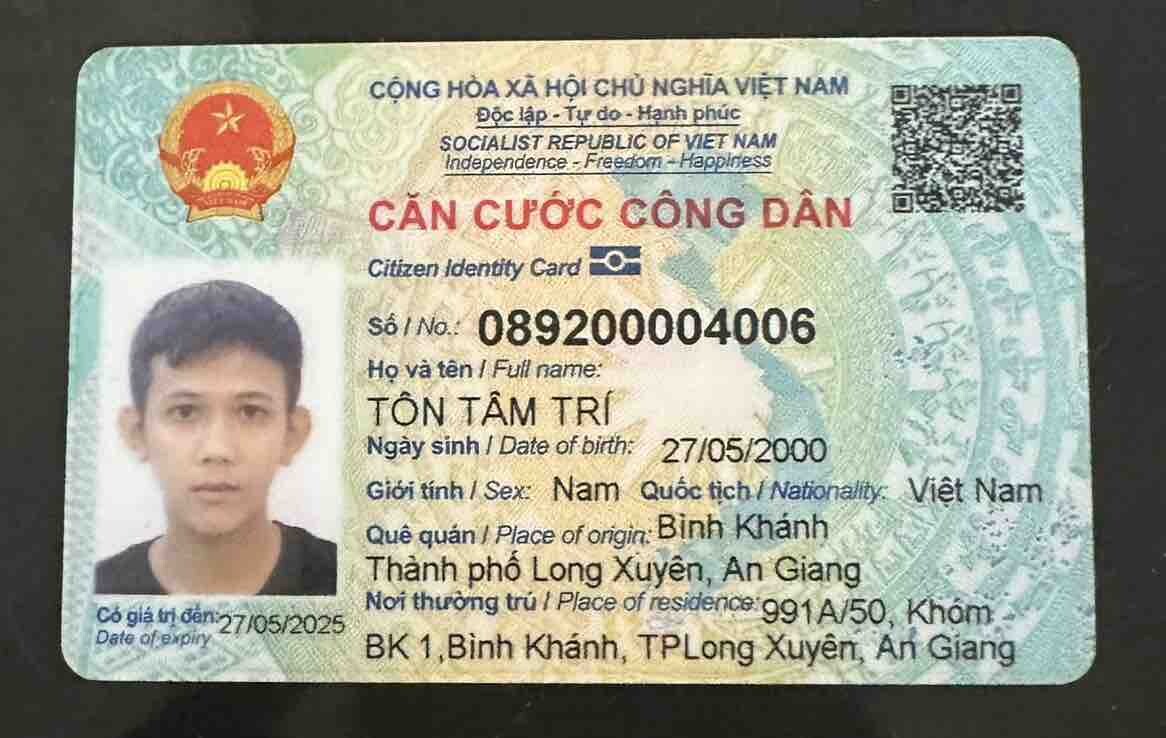 CỘNG HÒA XÃ HỘI CHỦ NGHĨA VIỆT NAM
Độc lập - Tự do - Hạnh phúc
SOCIALIST REPUBLIC OF VIET NAM
Independence - Freedom - Happiness
CĂN CƯỚC CÔNG DÂN
Citizen Identity Card
Số / No.: 089200004006
Họ và tên / Full name:
TÔN TÂM TRÍ
Ngày sinh / Date of birth: 27/05/2000
Giới tính / Sex: Nam Quốc tịch / Nationality: Việt Nam
Quê quán / Place of origin: Bình Khánh
Thành phố Long Xuyên, An Giang
Nơi thường trú / Place of residence: 991A/50, Khóm
BK 1,Bình Khánh, TPLong Xuyên, An Giang
Có giá trị đến: 27/05/2025
Date of expiry
VIET NAM